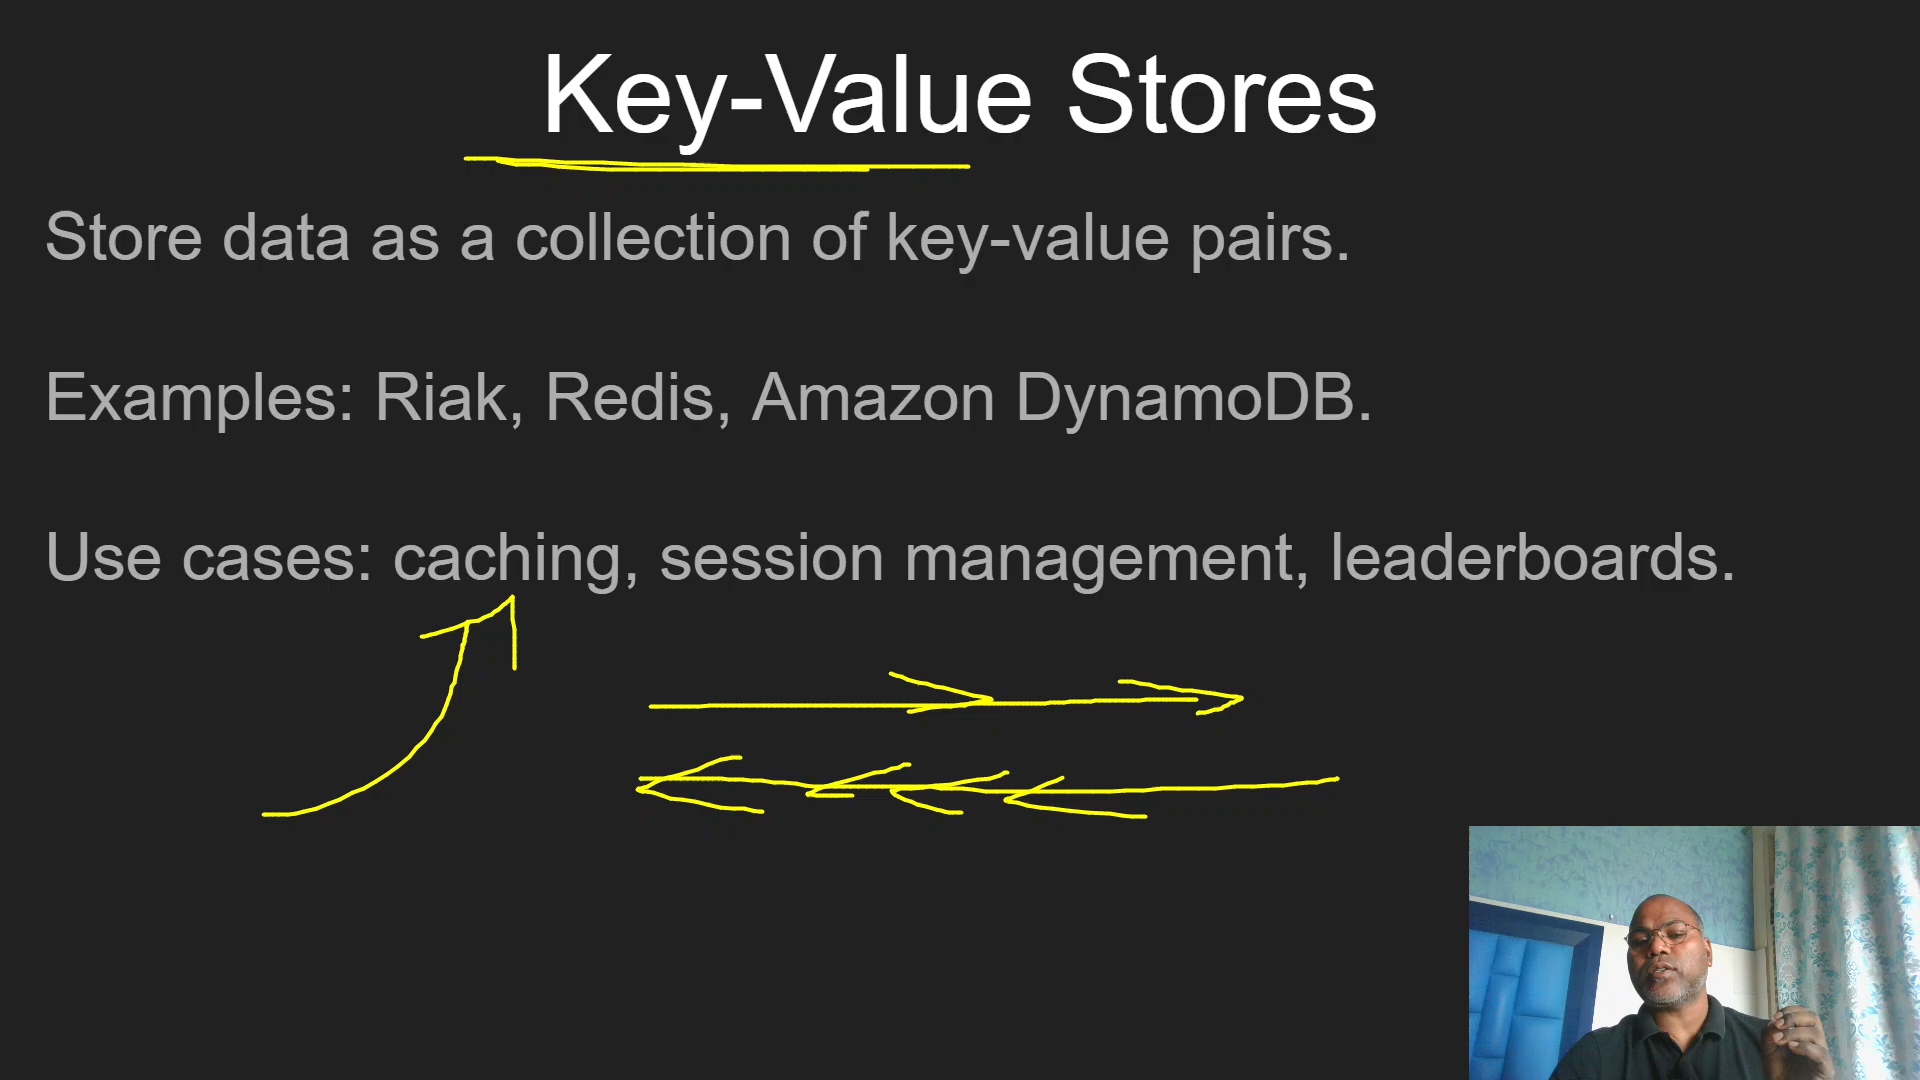 Key-Value Stores
Store data as a collection of key-value pairs.
Examples: Riak, Redis, Amazon DynamoDB.
Use cases: caching, session management, leaderboards.